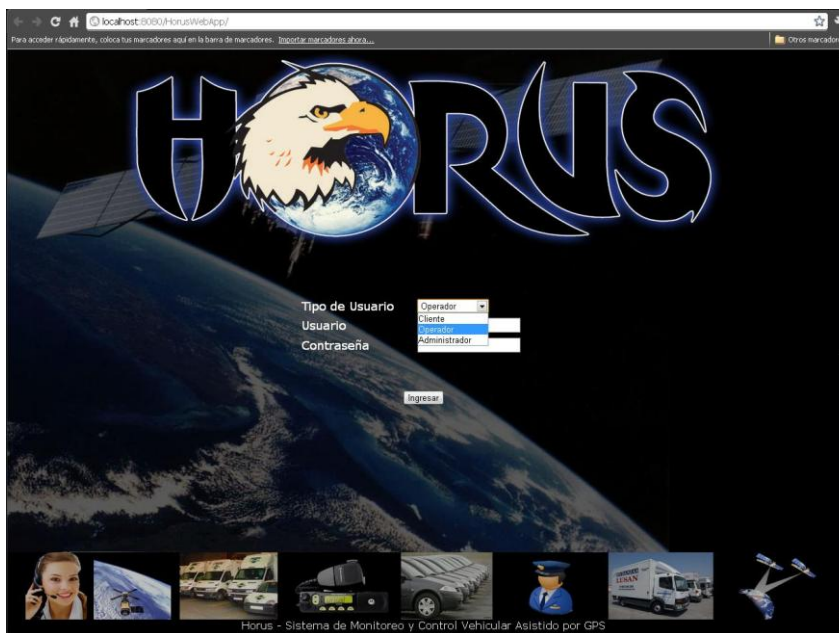 localhost:8080/HorusWebApp/
Para acceder rápidamente, coloca tus marcadores aquí en la barra de marcadores. Importar marcadores ahora...
Otros marcadore
HORUS
Tipo de Usuario
Operador
Cliente
Operador
Administrador
Usuario
Contraseña
Ingresar
LUSAN
Horus - Sistema de Monitoreo y Control Vehicular Asistido por GPS